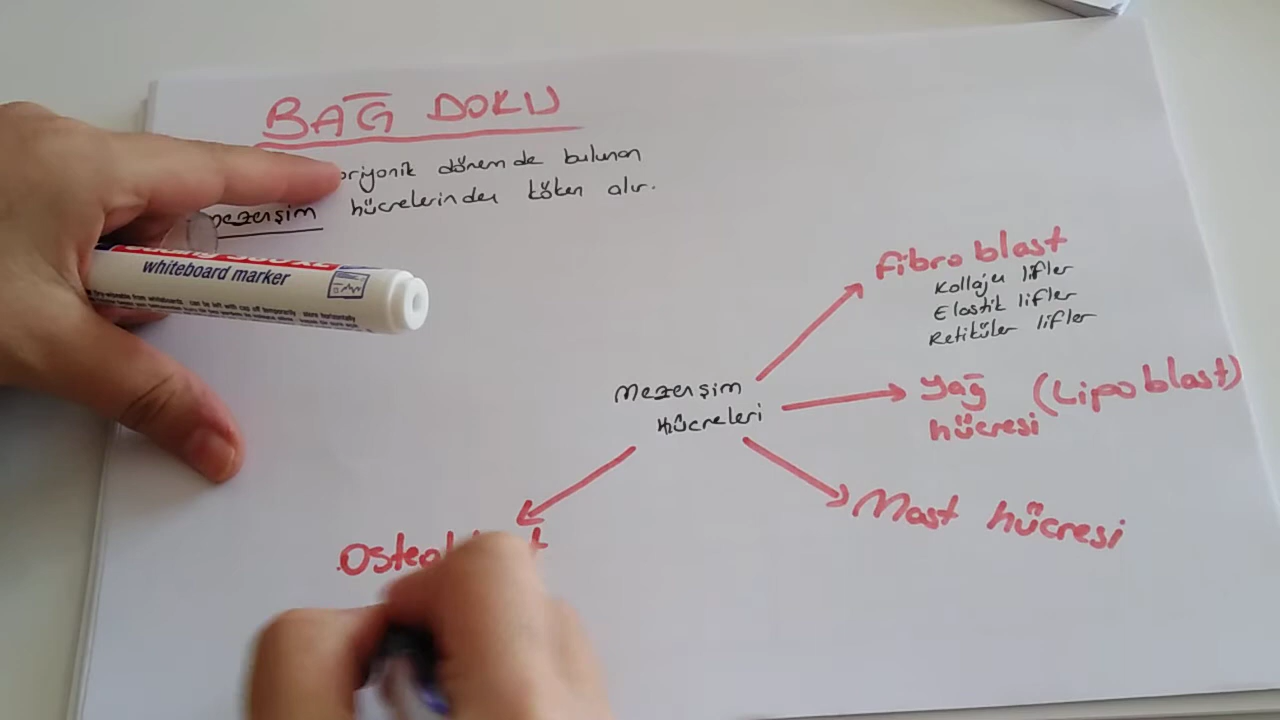 BAĞ DOKU
dönemde bulunan
mezenşim hücrelerinden köken alır.
whiteboard marker
Fibroblast
Kollajen lifler
Elastik lifler
Retiküler lifler
Mezenşim
Hücreleri
Yağ (Lipoblast)
hücresi
Mast hücresi